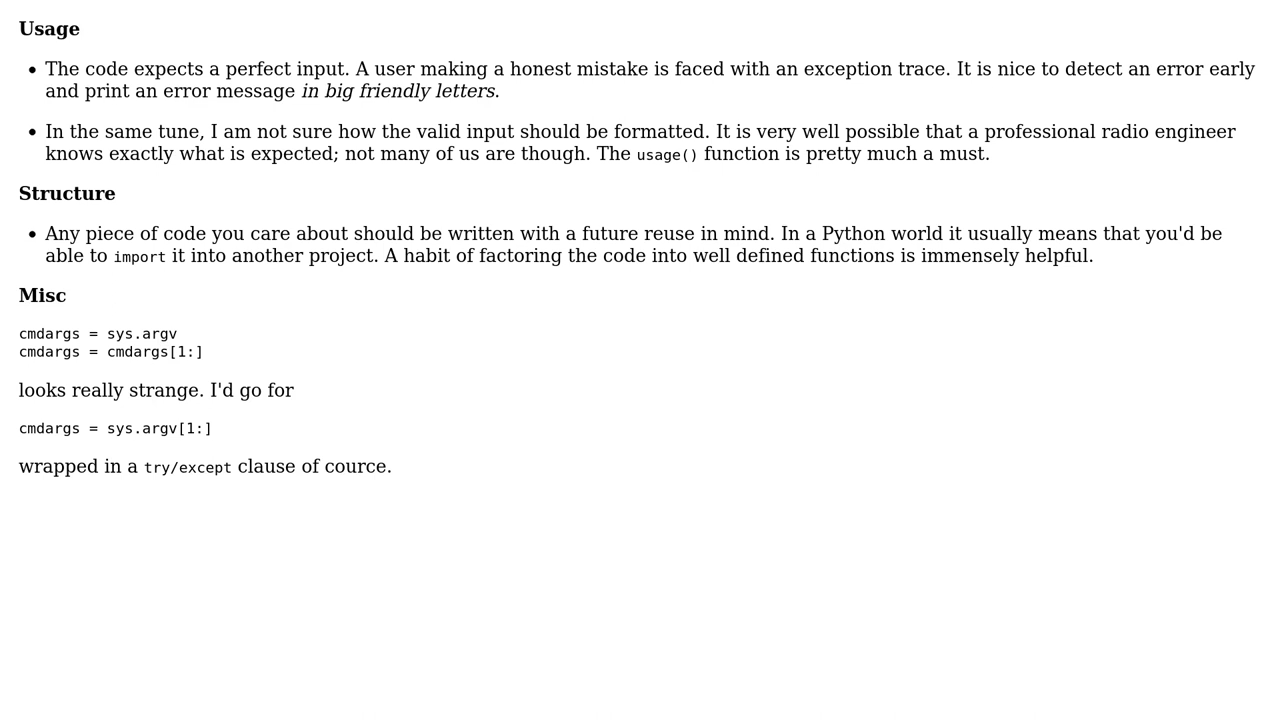 Usage
• The code expects a perfect input. A user making a honest mistake is faced with an exception trace. It is nice to detect an error early
and print an error message in big friendly letters.
• In the same tune, I am not sure how the valid input should be formatted. It is very well possible that a professional radio engineer
knows exactly what is expected; not many of us are though. The usage() function is pretty much a must.
Structure
• Any piece of code you care about should be written with a future reuse in mind. In a Python world it usually means that you'd be
able to import it into another project. A habit of factoring the code into well defined functions is immensely helpful.
Misc
cmdargs = sys.argv
cmdargs = cmdargs[1:]
looks really strange. I'd go for
cmdargs = sys.argv[1:]
wrapped in a try/except clause of cource.